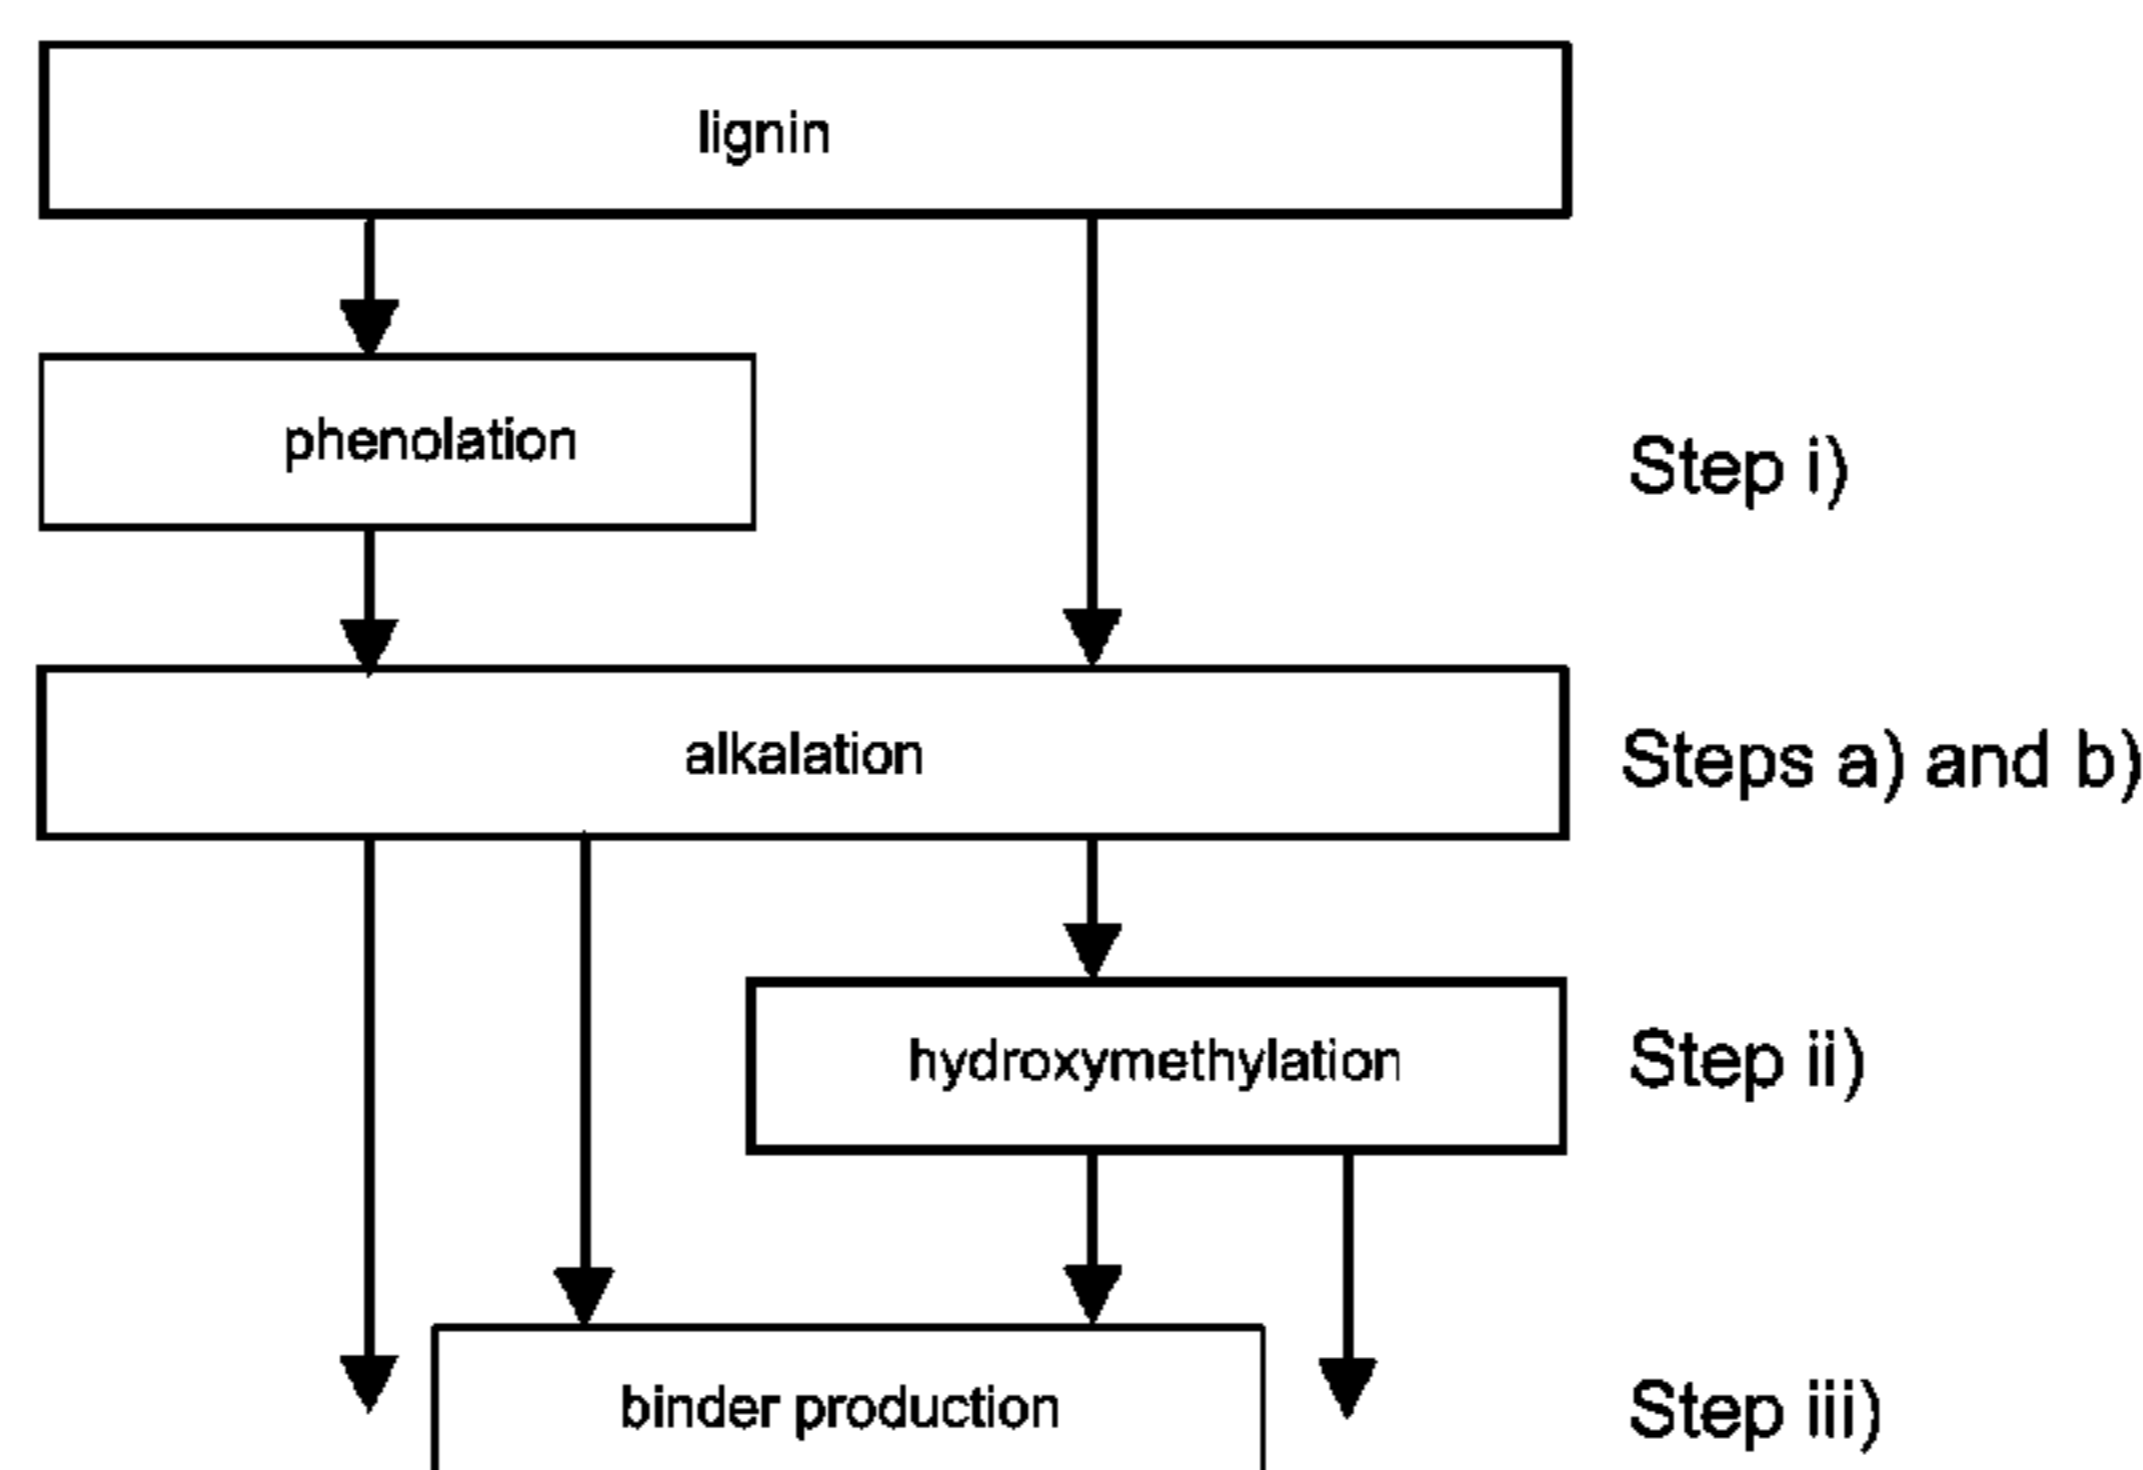 lignin
phenolation
Step i)
alkalation
Steps a) and b)
hydroxymethylation
Step ii)
binder production
Step iii)